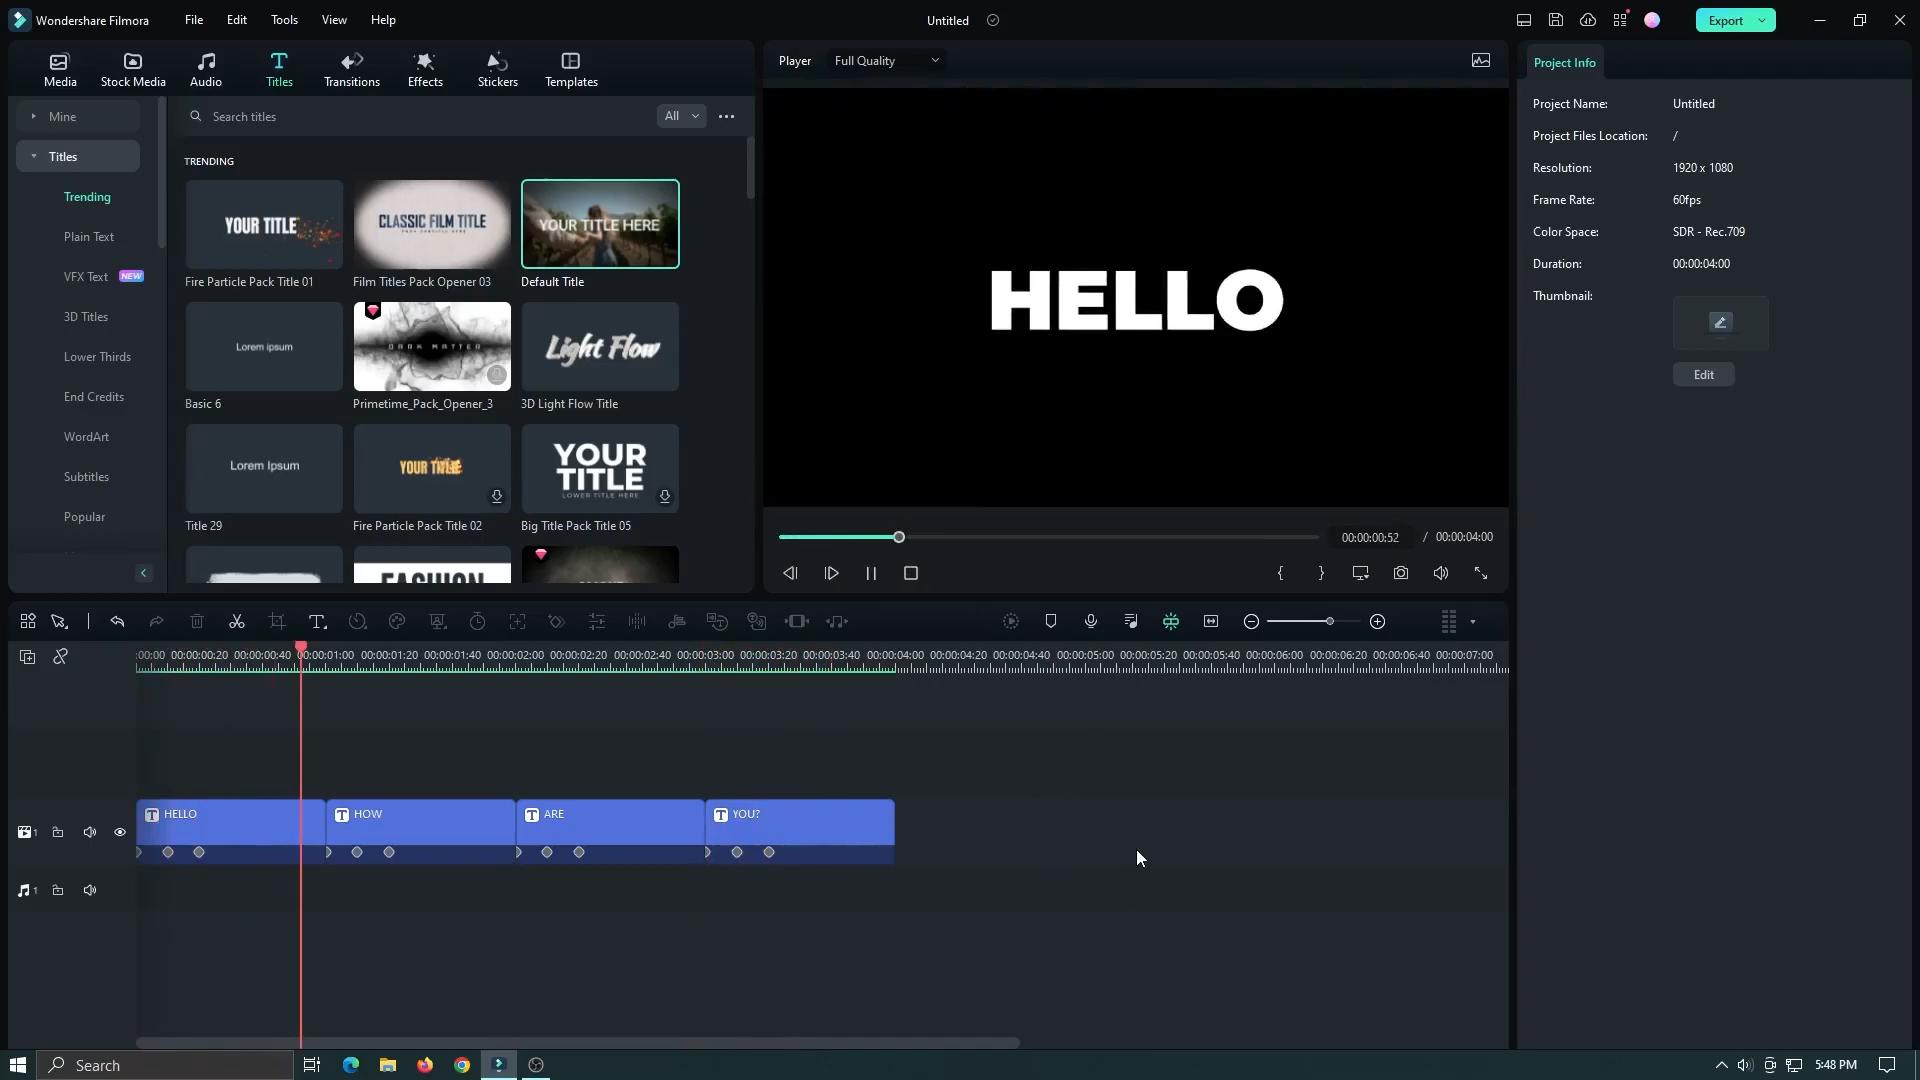 Wondershare Filmora
File
Edit
Tools
View
Help
Untitled
Export
Media
Stock Media
Audio
Titles
Transitions
Effects
Stickers
Templates
Player
Full Quality
Project Info
Mine
Titles
Trending
Plain Text
VFX Text NEW
3D Titles
Lower Thirds
End Credits
WordArt
Subtitles
Popular
Search titles
All
TRENDING
YOUR TITLE
Fire Particle Pack Title 01
CLASSIC FILM TITLE
Film Titles Pack Opener 03
YOUR TITLE HERE
Default Title
Lorem ipsum
Basic 6
DARK MATTER
Primetime_Pack_Opener_3
Light Flow
3D Light Flow Title
Lorem Ipsum
Title 29
YOUR TITLE
Fire Particle Pack Title 02
YOUR
TITLE
LOWER TITLE HERE
Big Title Pack Title 05
FASHION
HELLO
00:00:00:52 / 00:00:04:00
Project Name: Untitled
Project Files Location: /
Resolution: 1920 x 1080
Frame Rate: 60fps
Color Space: SDR - Rec.709
Duration: 00:00:04:00
Thumbnail:
Edit
:00:00 00:00:00:20 00:00:00:40 00:00:01:00 00:00:01:20 00:00:01:40 00:00:02:00 00:00:02:20 00:00:02:40 00:00:03:00 00:00:03:20 00:00:03:40 00:00:04:00 00:00:04:20 00:00:04:40 00:00:05:00 00:00:05:20 00:00:05:40 00:00:06:00 00:00:06:20 00:00:06:40 00:00:07:00
T HELLO
T HOW
T ARE
T YOU?
1
1
Search
5:48 PM